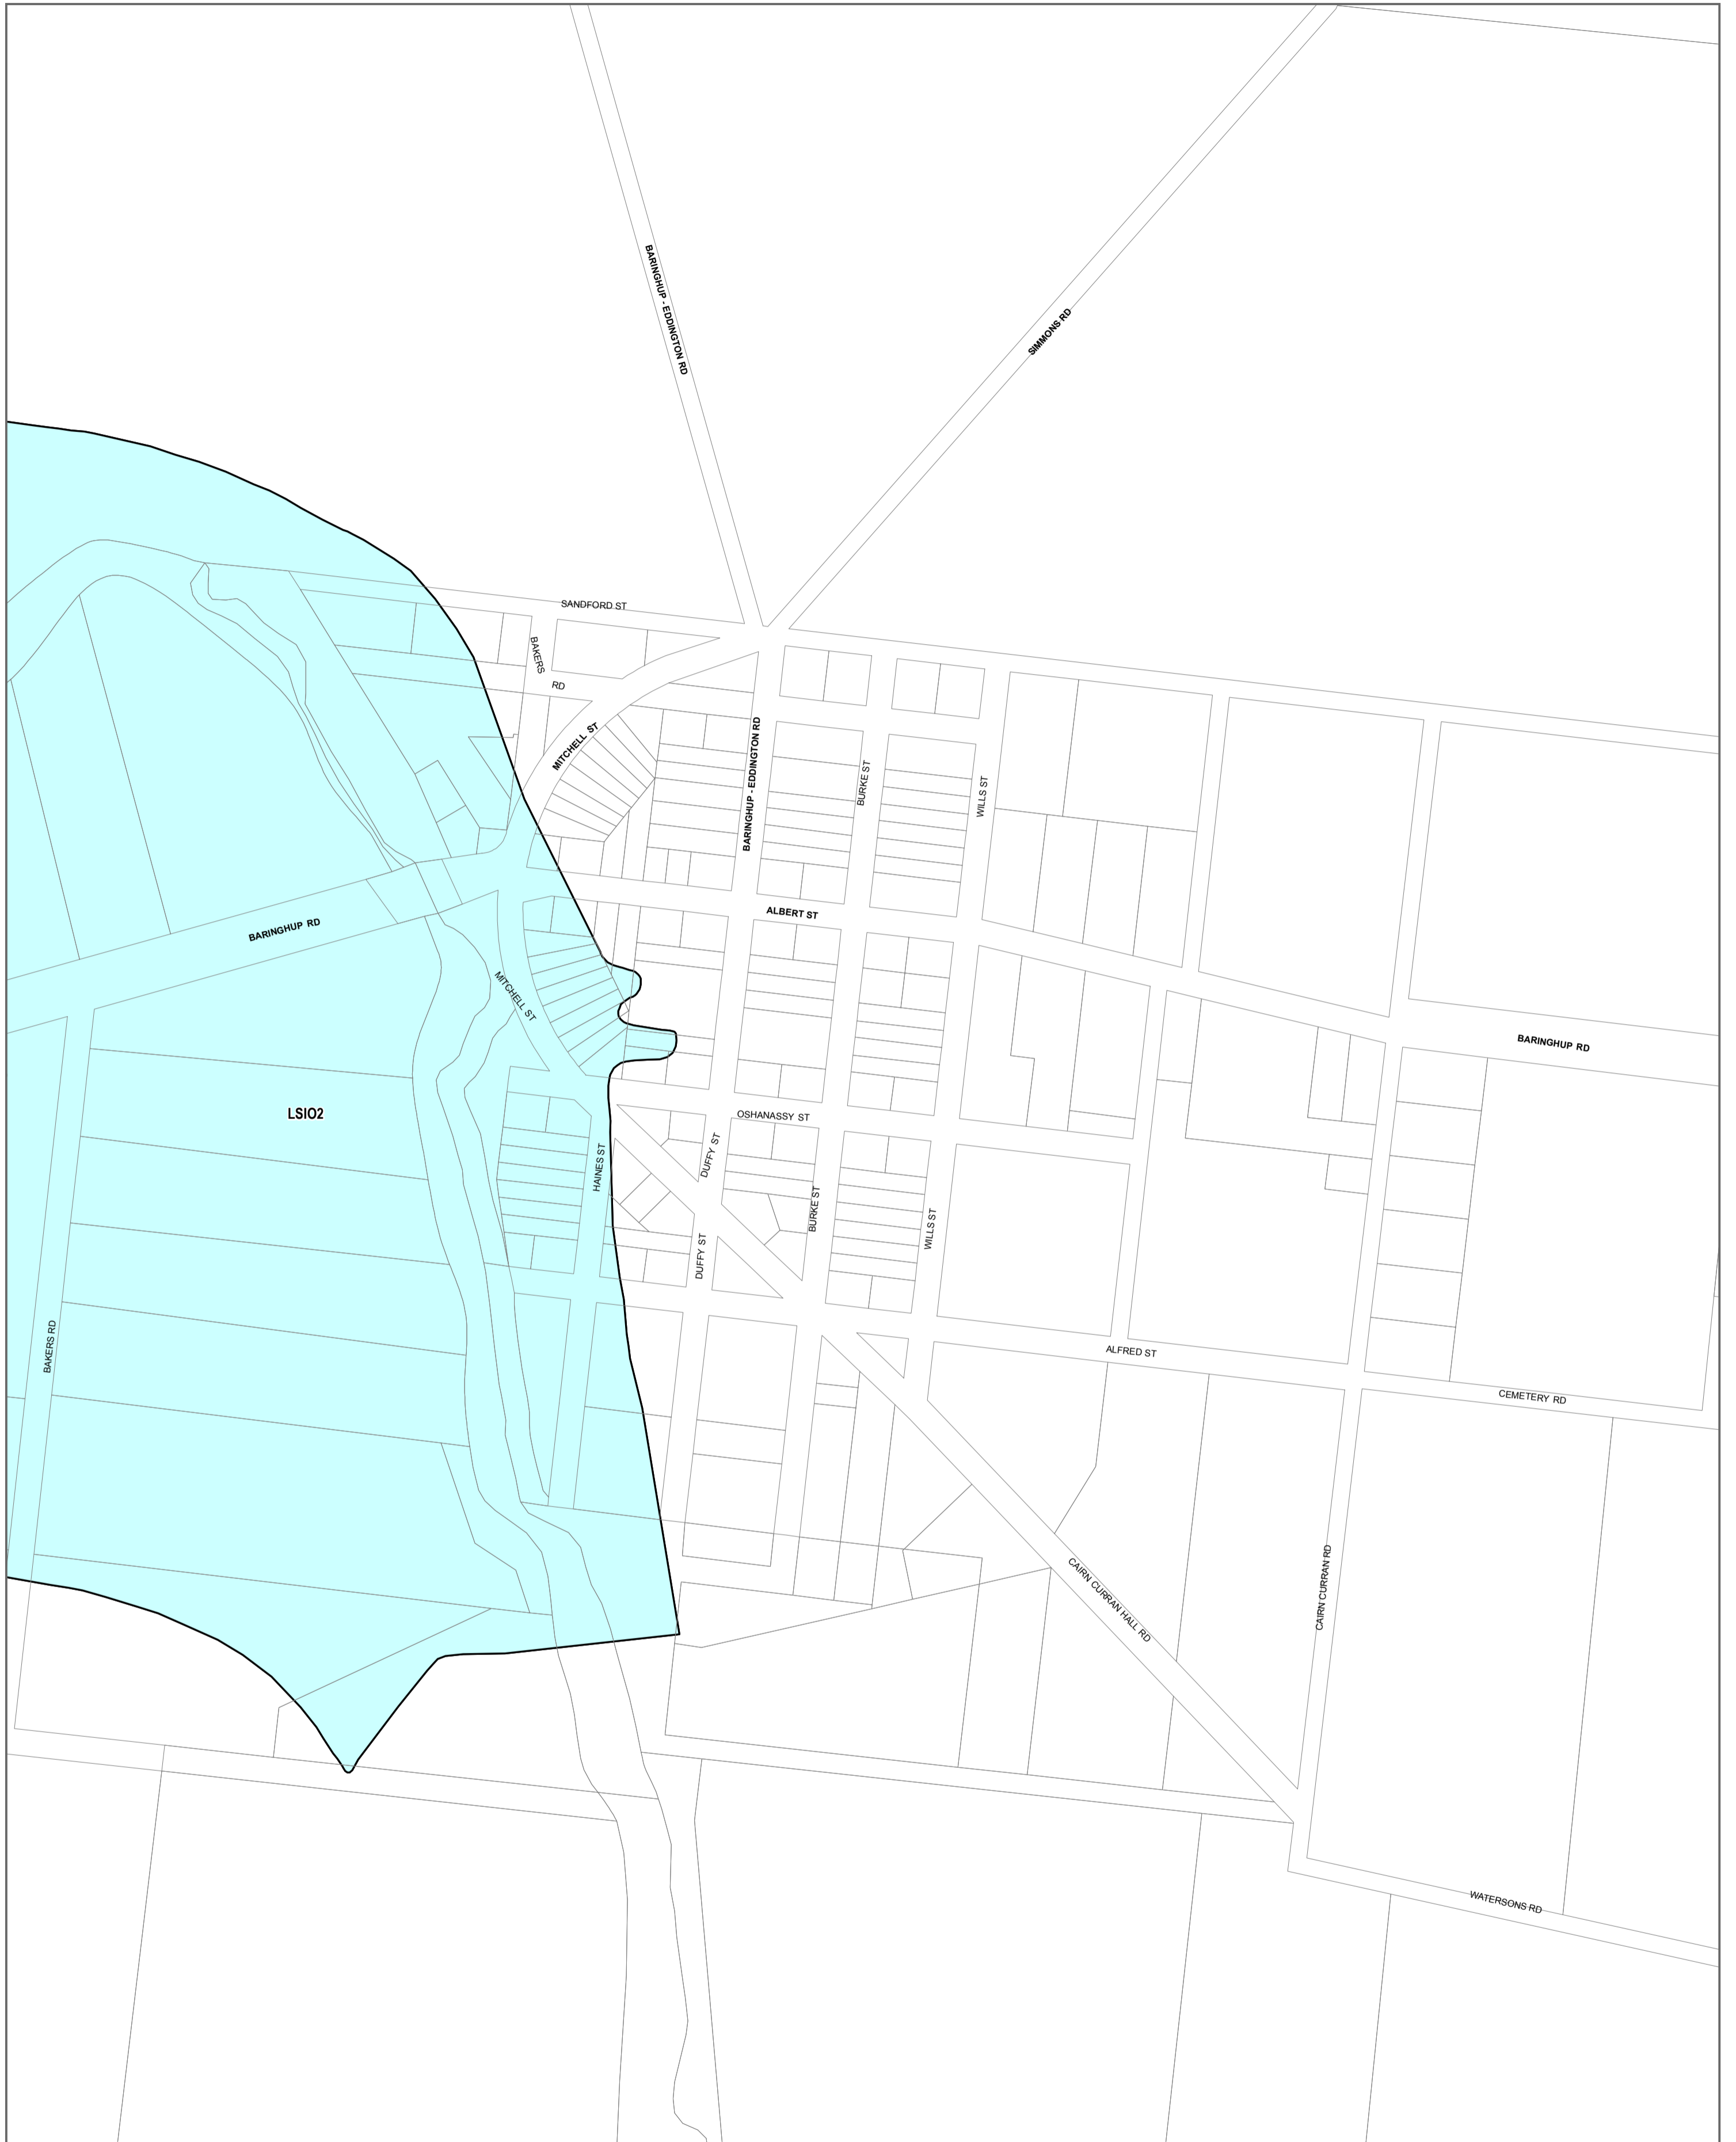 BARINGHUP - EDDINGTON RD
SIMMONS RD
SANDFORD ST
BAKERS
RD
MITCHELL ST
BARINGHUP - EDDINGTON RD
BURKE ST
WILLS ST
ALBERT ST
BARINGHUP RD
MITCHELL ST
BARINGHUP RD
LSIO2
OSHANASSY ST
DUFFY ST
HAINES ST
BURKE ST
WILLS ST
DUFFY ST
BAKERS RD
ALFRED ST
CEMETERY RD
CAIRN CURRAN HALL RD
CAIRN CURRAN RD
WATERSONS RD